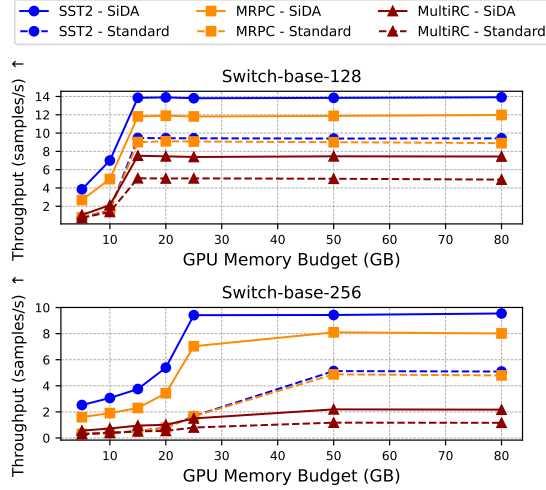 SST2 - SiDA MRPC - SiDA MultiRC - SiDA
SST2 - Standard MRPC - Standard MultiRC - Standard
Switch-base-128
Throughput (samples/s) ↑
14
12
10
8
6
4
2
10 20 30 40 50 60 70 80
GPU Memory Budget (GB)
Switch-base-256
Throughput (samples/s) ↑
10
8
6
4
2
0
10 20 30 40 50 60 70 80
GPU Memory Budget (GB)